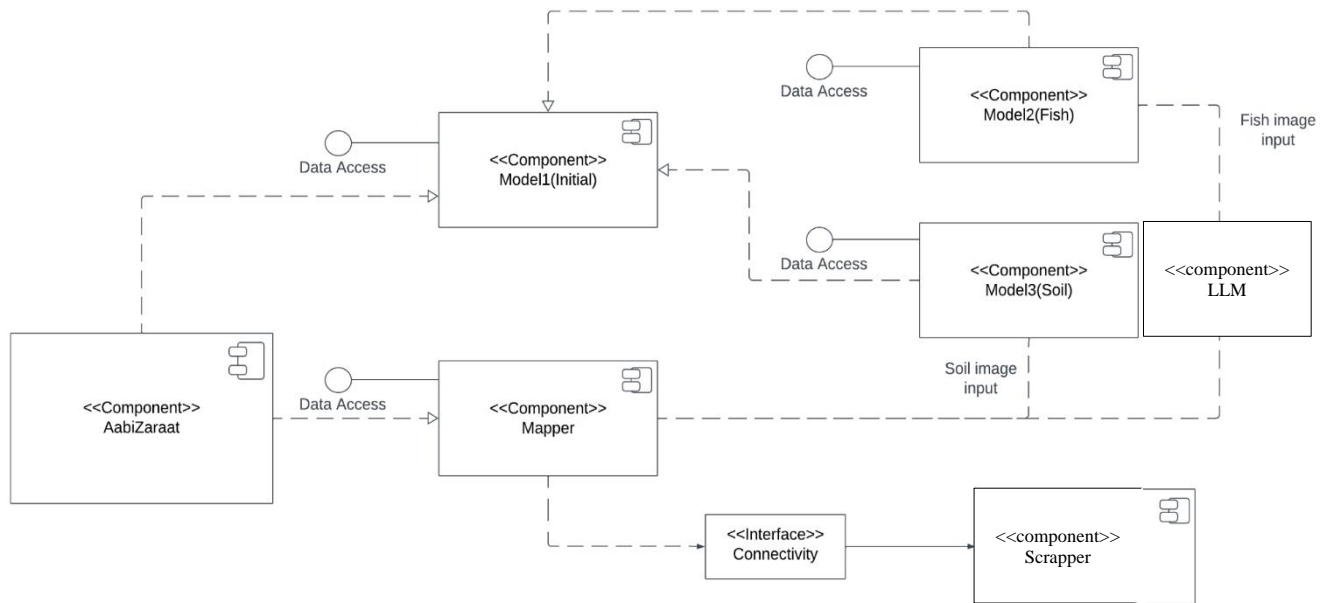 <<Component>>
Model2(Fish)
Data Access
Fish image
input
<<Component>>
Model1(Initial)
Data Access
<<Component>>
Model3(Soil)
Data Access
<<component>>
LLM
<<Component>>
AabiZaraat
Data Access
<<Component>>
Mapper
Soil image
input
<<Interface>>
Connectivity
<<component>>
Scrapper